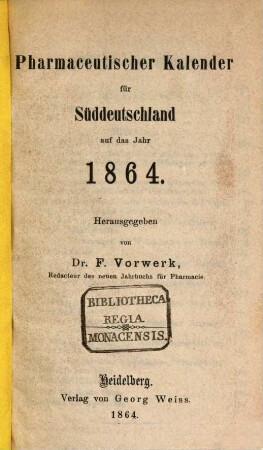 Pharmaceutischer Kalender
für
Süddeutschland
auf das Jahr
1864.
Herausgegeben
von
Dr. F. Vorwerk,
Redacteur des neuen Jahrbuchs für Pharmacie.
BIBLIOTHECA
REGIA
MONACENSIS.
Heidelberg.
Verlag von Georg Weiss.
1864.